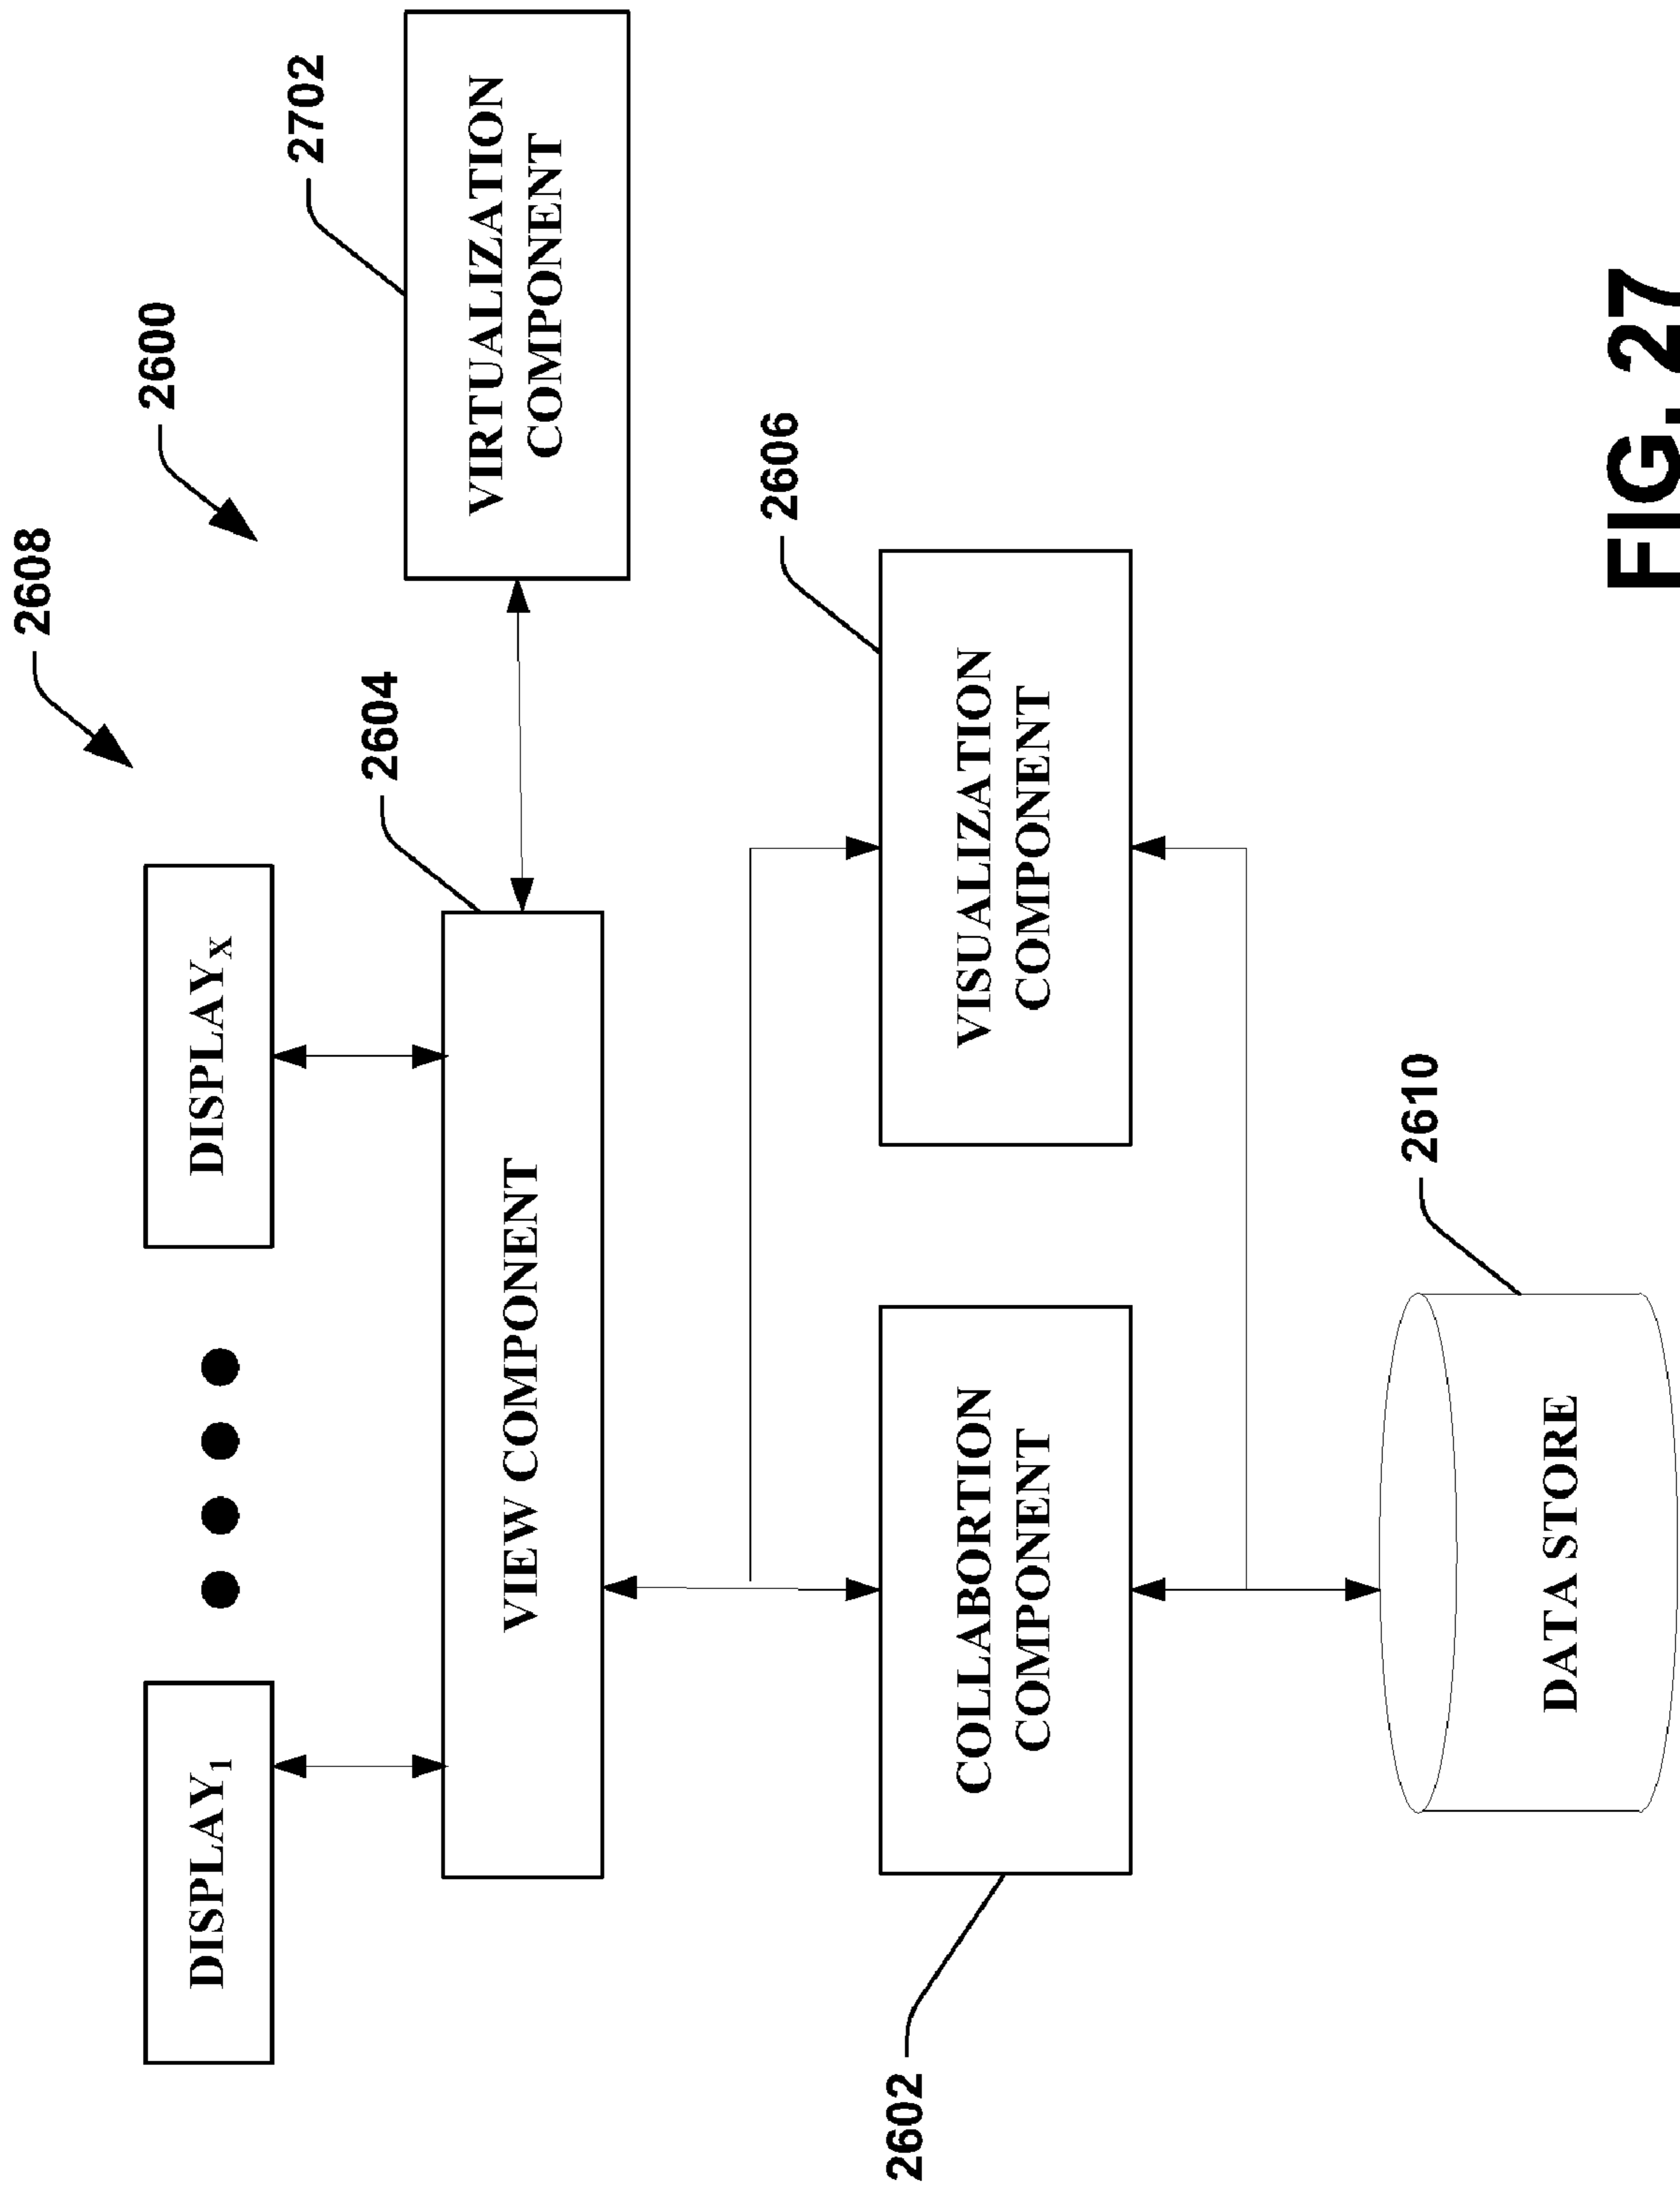 2608
2600
2702
DISPLAY1
DISPLAYX
2604
VIEW COMPONENT
VIRTUALIZATION
COMPONENT
2606
COLLABORTION
COMPONENT
VISUALIZATION
COMPONENT
2602
2610
DATA STORE
FIG. 27